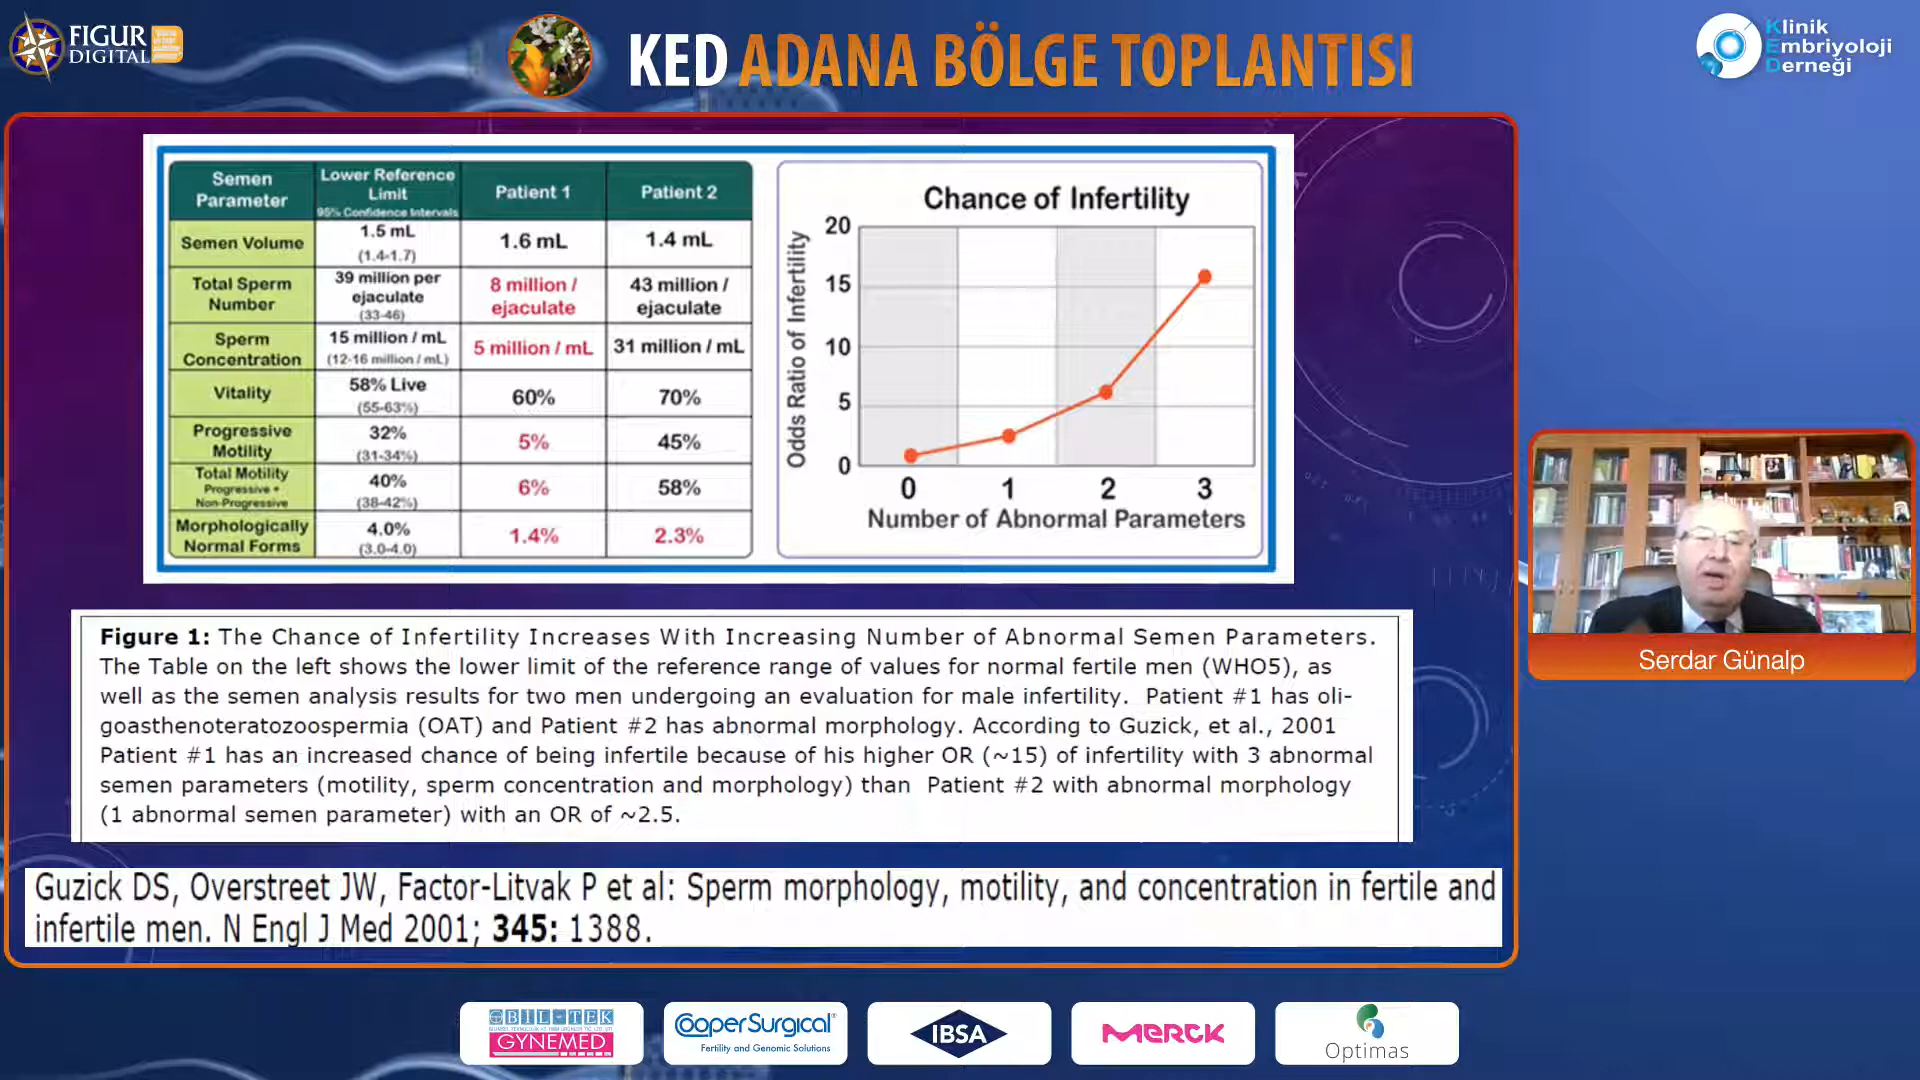 FIGUR
DIGITAL
KED ADANA BÖLGE TOPLANTISI
Klinik
Embriyoloji
Derneği
Semen Parameter
Lower Reference Limit
95% Confidence Intervals
Patient 1
Patient 2
Semen Volume
1.5 mL
(1.4-1.7)
1.6 mL
1.4 mL
Total Sperm Number
39 million per ejaculate
(33-46)
8 million / ejaculate
43 million / ejaculate
Sperm Concentration
15 million / mL
(12-16 million / mL)
5 million / mL
31 million / mL
Vitality
58% Live
(55-63%)
60%
70%
Progressive Motility
32%
(31-34%)
5%
45%
Total Motility
Progressive +
Non-Progressive
40%
(38-42%)
6%
58%
Morphologically Normal Forms
4.0%
(3.0-4.0)
1.4%
2.3%
Chance of Infertility
Odds Ratio of Infertility
20
15
10
5
0
0 1 2 3
Number of Abnormal Parameters
Figure 1: The Chance of Infertility Increases With Increasing Number of Abnormal Semen Parameters.
The Table on the left shows the lower limit of the reference range of values for normal fertile men (WHO5), as
well as the semen analysis results for two men undergoing an evaluation for male infertility. Patient #1 has oli-
goasthenoteratozoospermia (OAT) and Patient #2 has abnormal morphology. According to Guzick, et al., 2001
Patient #1 has an increased chance of being infertile because of his higher OR (~15) of infertility with 3 abnormal
semen parameters (motility, sperm concentration and morphology) than Patient #2 with abnormal morphology
(1 abnormal semen parameter) with an OR of ~2.5.
Guzick DS, Overstreet JW, Factor-Litvak P et al: Sperm morphology, motility, and concentration in fertile and
infertile men. N Engl J Med 2001; 345: 1388.
Serdar Günalp
BİL-TEK
GYNEMED
CooperSurgical®
Fertility and Genomic Solutions
IBSA
MERCK
Optimas